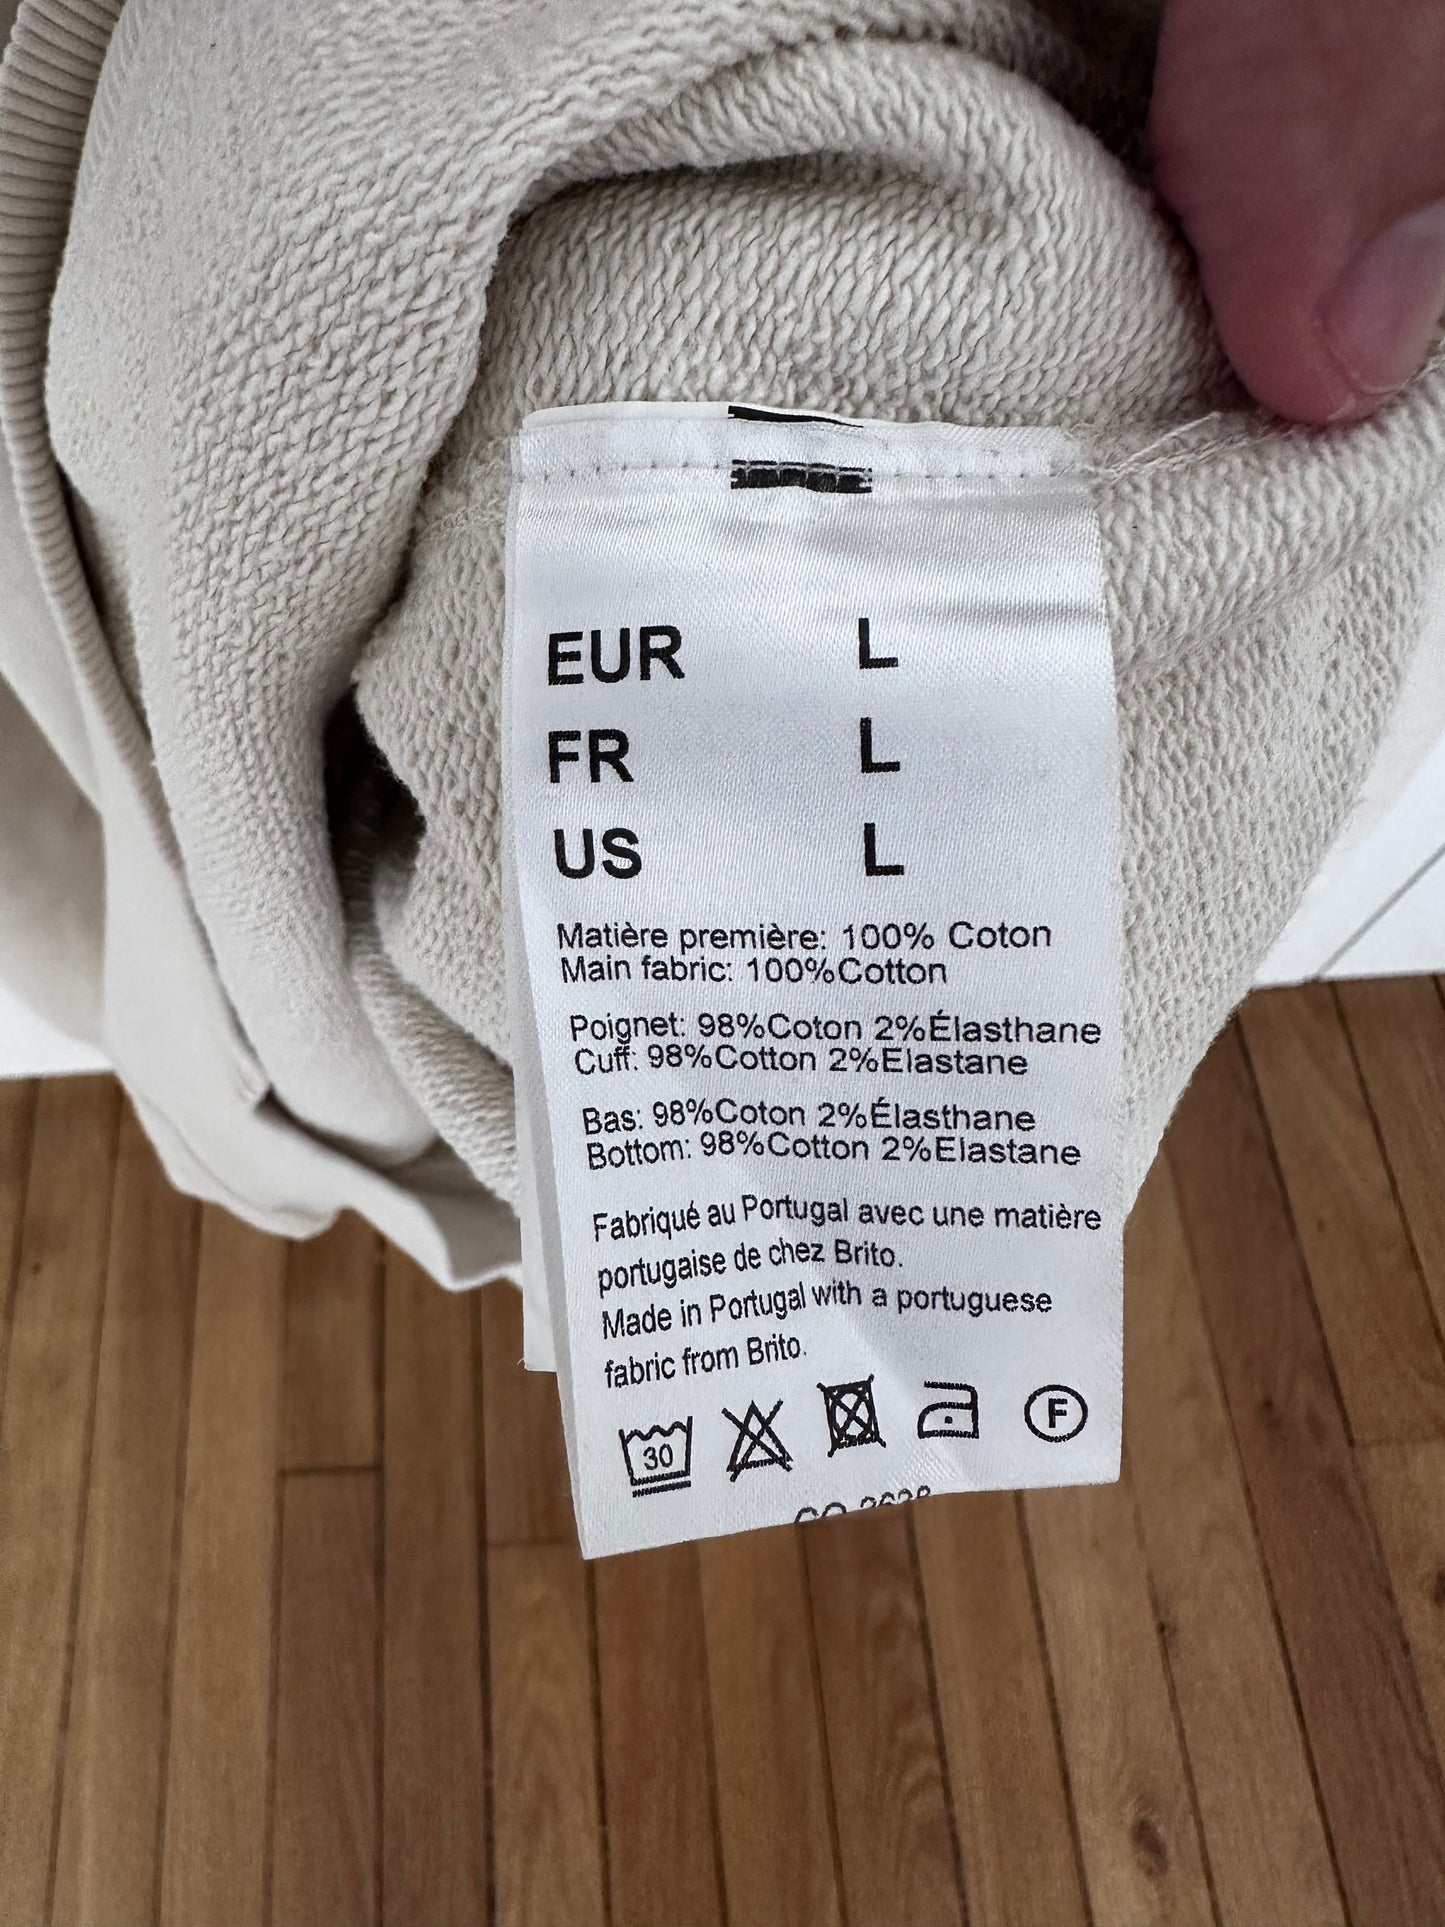 EUR L
FR L
US L
Matière première: 100% Coton
Main fabric: 100%Cotton
Poignet: 98%Coton 2%Élasthane
Cuff: 98%Cotton 2%Elastane
Bas: 98%Coton 2%Élasthane
Bottom: 98%Cotton 2%Elastane
Fabriqué au Portugal avec une matière
portugaise de chez Brito.
Made in Portugal with a portuguese
fabric from Brito.
30 F